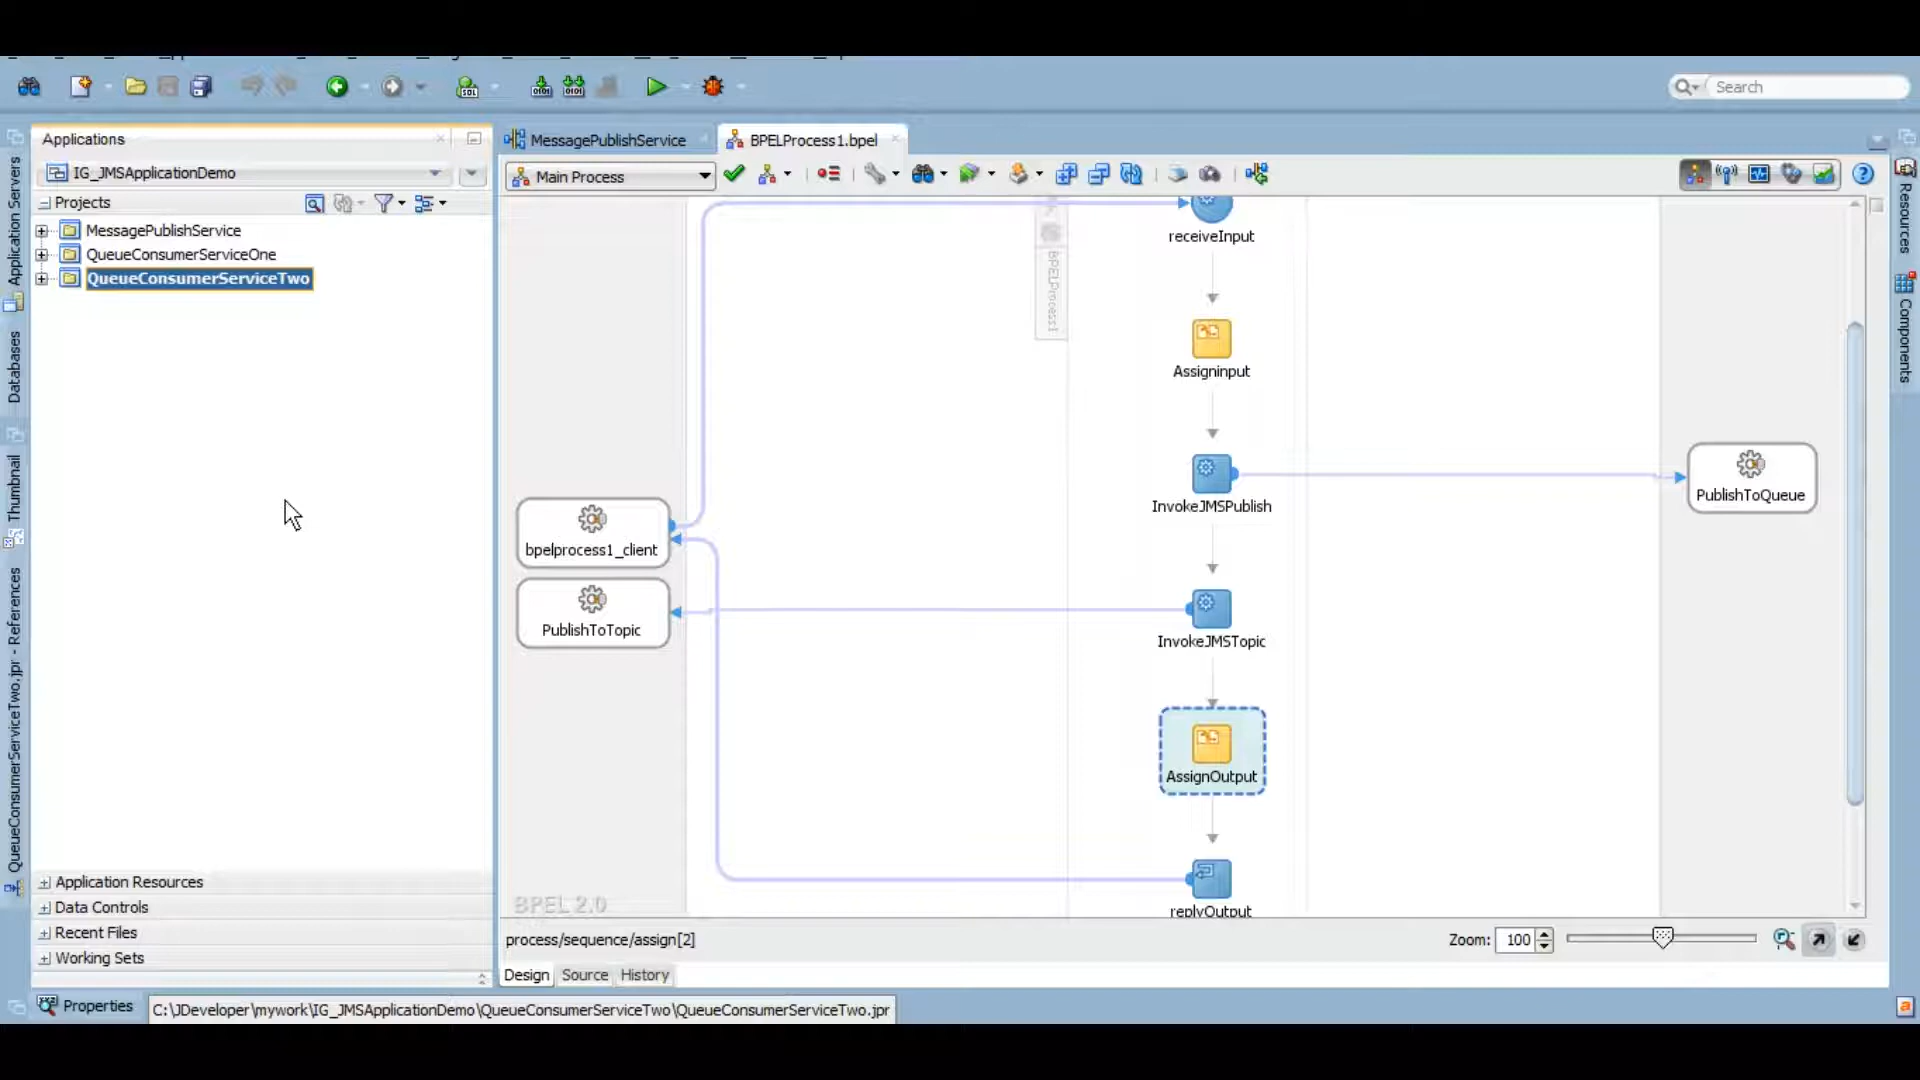 Search
Applications
MessagePublishService
BPELProcess1.bpel
IG_JMSApplicationDemo
Main Process
Projects
MessagePublishService
QueueConsumerServiceOne
QueueConsumerServiceTwo
Application Servers
Databases
Thumbnail
QueueConsumerServiceTwo.jpr - References
Resources
Components
BPELProcess1
receiveInput
Assigninput
InvokeJMSPublish
PublishToQueue
bpelprocess1_client
PublishToTopic
InvokeJMSTopic
AssignOutput
replyOutput
BPEL 2.0
Application Resources
Data Controls
Recent Files
Working Sets
process/sequence/assign[2]
Zoom: 100
Design Source History
Properties
C:\JDeveloper\mywork\IG_JMSApplicationDemo\QueueConsumerServiceTwo\QueueConsumerServiceTwo.jpr